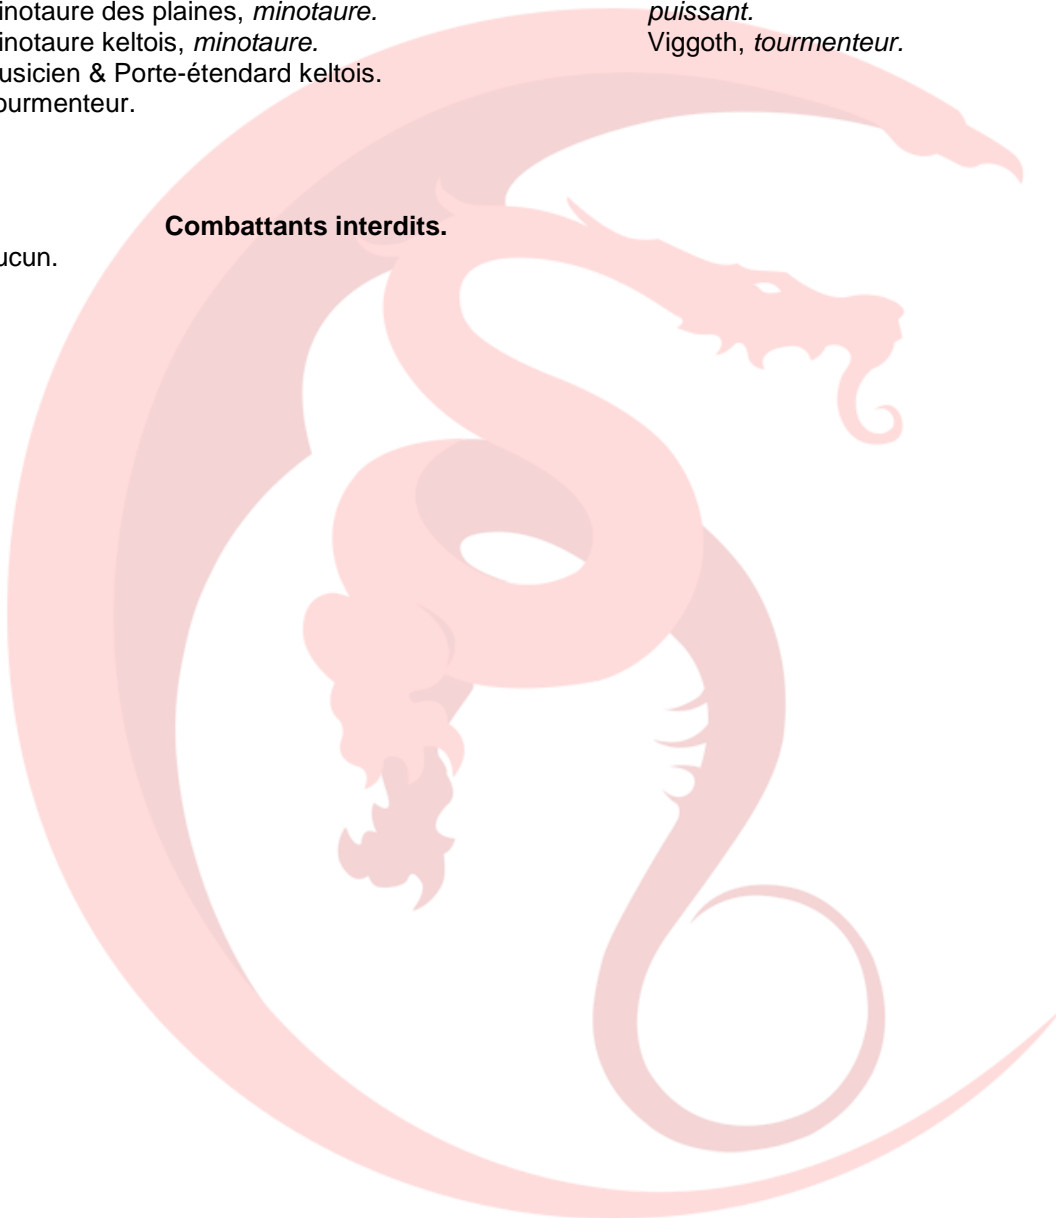 inotaure des plaines, minotaure.
inotaure keltois, minotaure.
usicien & Porte-étendard keltois.
ourmenteur.
puissant.
Viggoth, tourmenteur.
Combattants interdits.
ucun.